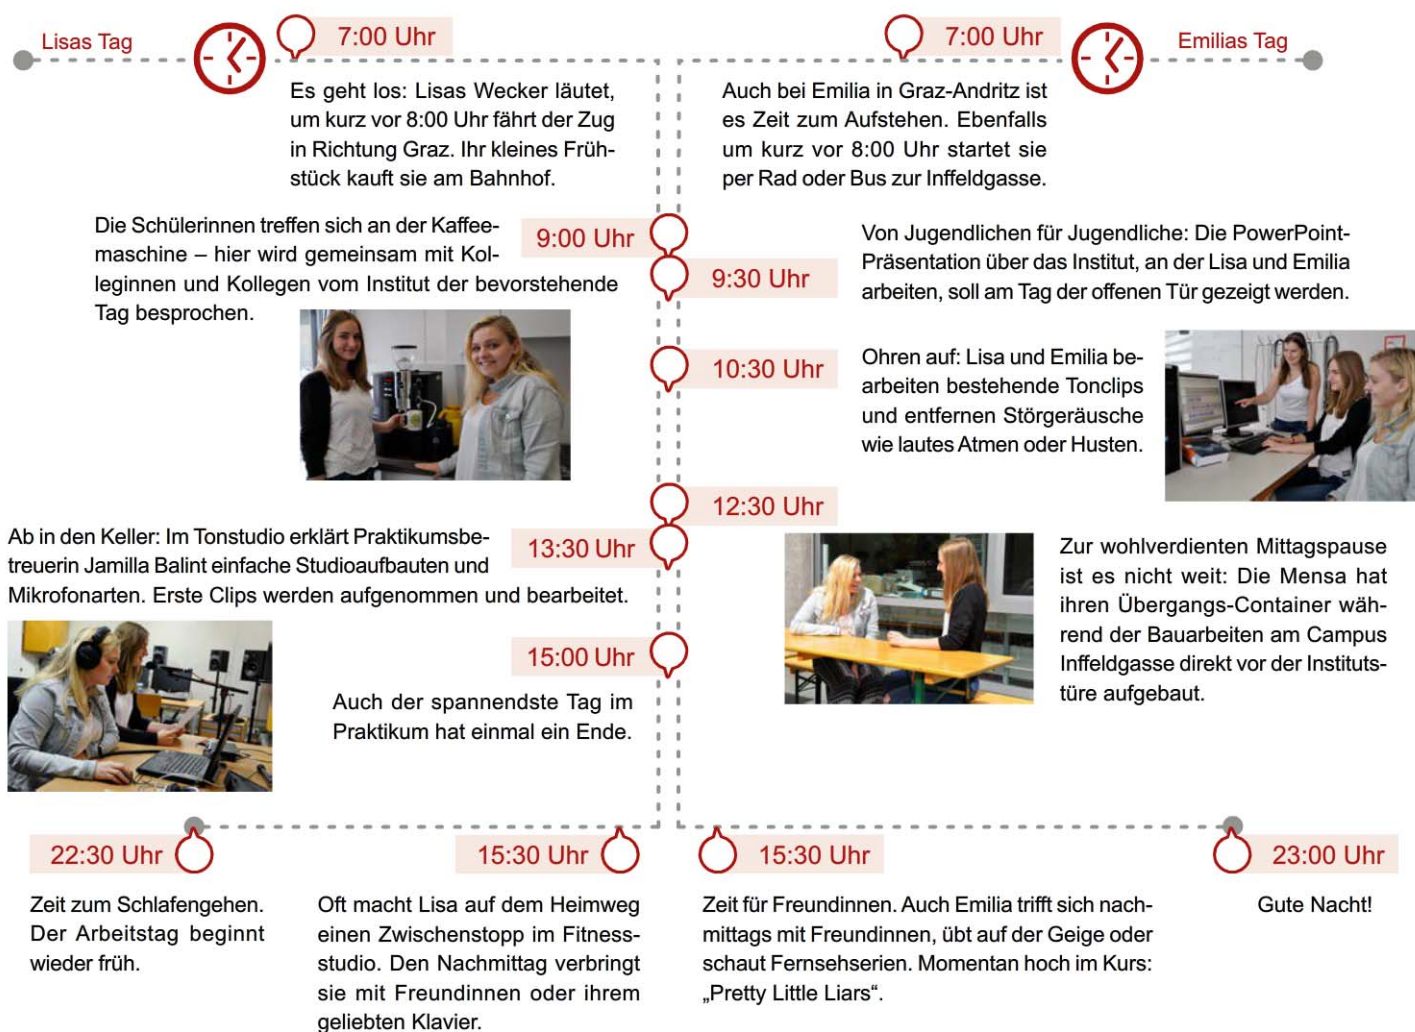 Lisas Tag
7:00 Uhr
Es geht los: Lisas Wecker läutet,
um kurz vor 8:00 Uhr fährt der Zug
in Richtung Graz. Ihr kleines Früh-
stück kauft sie am Bahnhof.
7:00 Uhr
Emilias Tag
Auch bei Emilia in Graz-Andritz ist
es Zeit zum Aufstehen. Ebenfalls
um kurz vor 8:00 Uhr startet sie
per Rad oder Bus zur Inffeldgasse.
9:00 Uhr
Die Schülerinnen treffen sich an der Kaffee-
maschine – hier wird gemeinsam mit Kol-
leginnen und Kollegen vom Institut der bevorstehende
Tag besprochen.
9:30 Uhr
Von Jugendlichen für Jugendliche: Die PowerPoint-
Präsentation über das Institut, an der Lisa und Emilia
arbeiten, soll am Tag der offenen Tür gezeigt werden.
10:30 Uhr
Ohren auf: Lisa und Emilia be-
arbeiten bestehende Tonclips
und entfernen Störgeräusche
wie lautes Atmen oder Husten.
12:30 Uhr
Zur wohlverdienten Mittagspause
ist es nicht weit: Die Mensa hat
ihren Übergangs-Container wäh-
rend der Bauarbeiten am Campus
Inffeldgasse direkt vor der Instituts-
türe aufgebaut.
13:30 Uhr
Ab in den Keller: Im Tonstudio erklärt Praktikumsbe-
treuerin Jamilla Balint einfache Studioaufbauten und
Mikrofonarten. Erste Clips werden aufgenommen und bearbeitet.
15:00 Uhr
Auch der spannendste Tag im
Praktikum hat einmal ein Ende.
15:30 Uhr
Oft macht Lisa auf dem Heimweg
einen Zwischenstopp im Fitness-
studio. Den Nachmittag verbringt
sie mit Freundinnen oder ihrem
geliebten Klavier.
22:30 Uhr
Zeit zum Schlafengehen.
Der Arbeitstag beginnt
wieder früh.
15:30 Uhr
Zeit für Freundinnen. Auch Emilia trifft sich nach-
mittags mit Freundinnen, übt auf der Geige oder
schaut Fernsehserien. Momentan hoch im Kurs:
„Pretty Little Liars“.
23:00 Uhr
Gute Nacht!